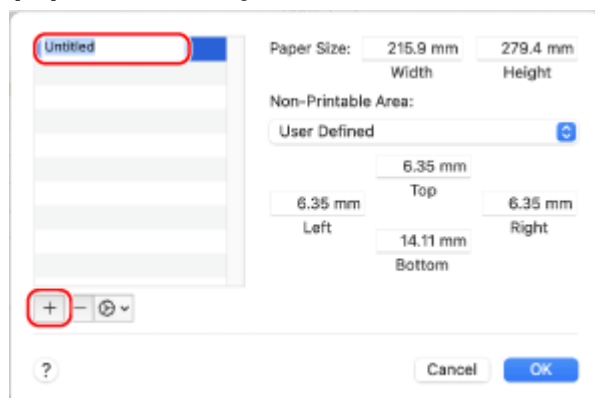 Untitled
Paper Size: 215.9 mm 279.4 mm
Width Height
Non-Printable Area:
User Defined
6.35 mm
Top
6.35 mm 6.35 mm
Left Right
14.11 mm
Bottom
+ −
? Cancel OK